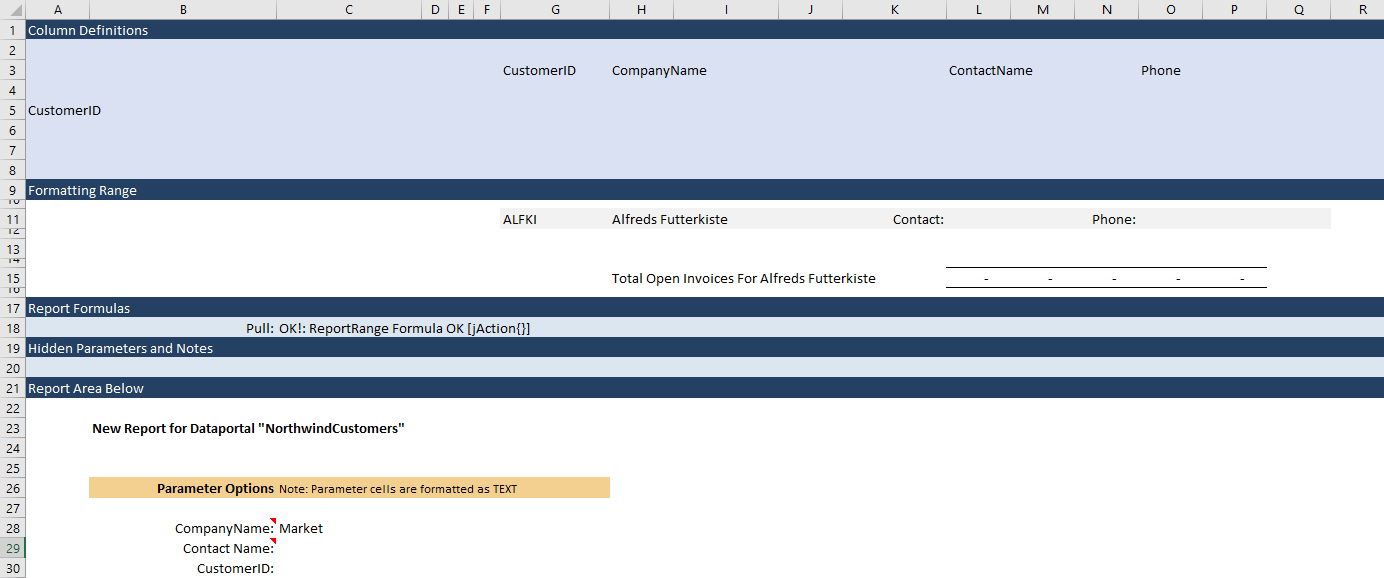 A B C D E F G H I J K L M N O P Q R
1 Column Definitions
2
3 CustomerID CompanyName ContactName Phone
4
5 CustomerID
6
7
8
9 Formatting Range
10
11 ALFKI Alfreds Futterkiste Contact: Phone:
12
13
14
15 Total Open Invoices For Alfreds Futterkiste - - - - -
16
17 Report Formulas
18 Pull: OK!: ReportRange Formula OK [jAction{}]
19 Hidden Parameters and Notes
20
21 Report Area Below
22
23 New Report for Dataportal "NorthwindCustomers"
24
25
26 Parameter Options Note: Parameter cells are formatted as TEXT
27
28 CompanyName: Market
29 Contact Name:
30 CustomerID: